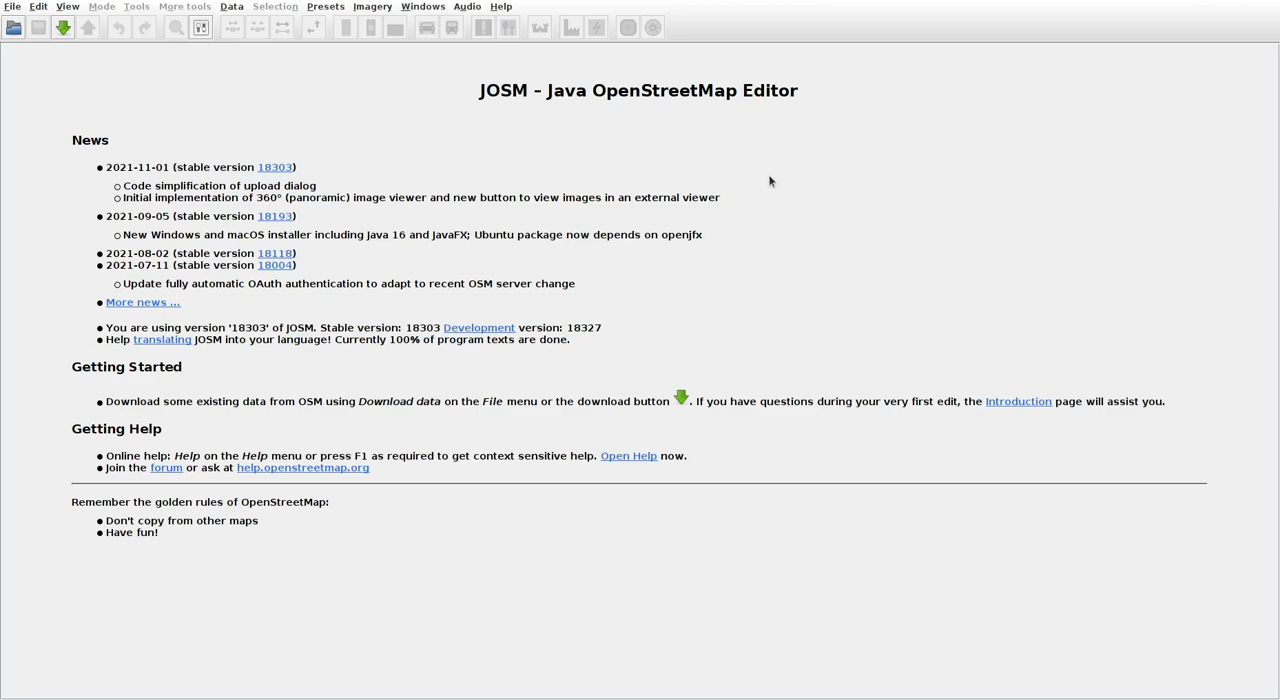 File Edit View Mode Tools More tools Data Selection Presets Imagery Windows Audio Help
JOSM – Java OpenStreetMap Editor
News
2021-11-01 (stable version 18303)
Code simplification of upload dialog
Initial implementation of 360° (panoramic) image viewer and new button to view images in an external viewer
2021-09-05 (stable version 18193)
New Windows and macOS installer including Java 16 and JavaFX; Ubuntu package now depends on openjfx
2021-08-02 (stable version 18118)
2021-07-11 (stable version 18004)
Update fully automatic OAuth authentication to adapt to recent OSM server change
More news ...
You are using version '18303' of JOSM. Stable version: 18303 Development version: 18327
Help translating JOSM into your language! Currently 100% of program texts are done.
Getting Started
Download some existing data from OSM using Download data on the File menu or the download button . If you have questions during your very first edit, the Introduction page will assist you.
Getting Help
Online help: Help on the Help menu or press F1 as required to get context sensitive help. Open Help now.
Join the forum or ask at help.openstreetmap.org
Remember the golden rules of OpenStreetMap:
Don't copy from other maps
Have fun!